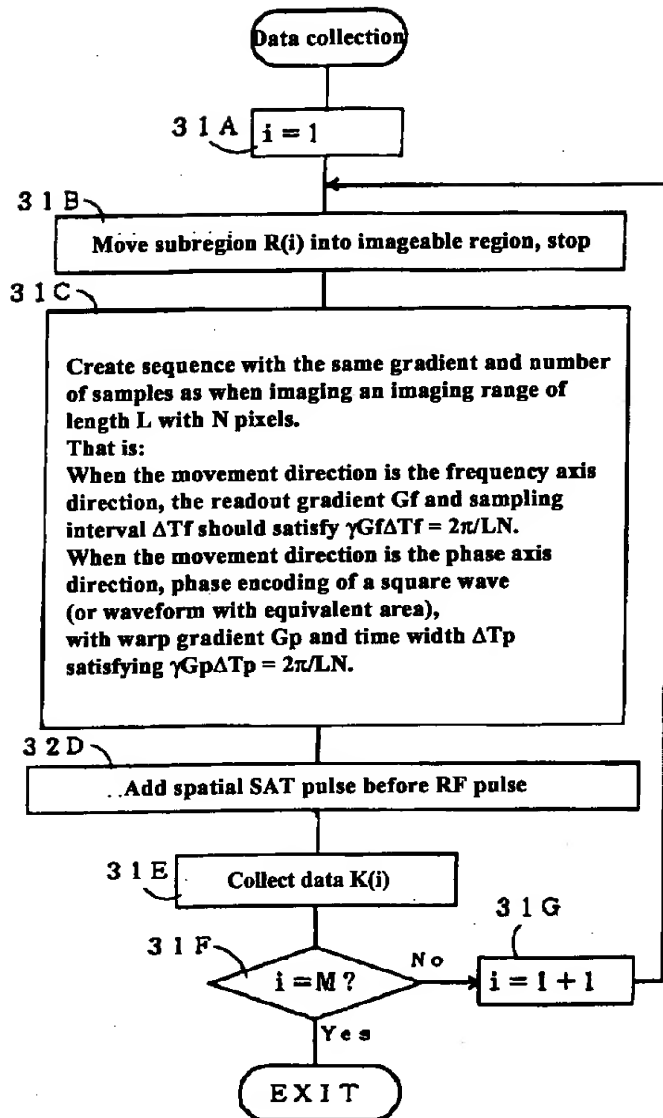 Data collection
31A
i = 1
31B
Move subregion R(i) into imageable region, stop
31C
Create sequence with the same gradient and number
of samples as when imaging an imaging range of
length L with N pixels.
That is:
When the movement direction is the frequency axis
direction, the readout gradient Gf and sampling
interval ΔTf should satisfy γGfΔTf = 2π/LN.
When the movement direction is the phase axis
direction, phase encoding of a square wave
(or waveform with equivalent area),
with warp gradient Gp and time width ΔTp
satisfying γGpΔTp = 2π/LN.
32D
Add spatial SAT pulse before RF pulse
31E
Collect data K(i)
31F
i = M ?
No
31G
i = 1 + 1
Yes
EXIT